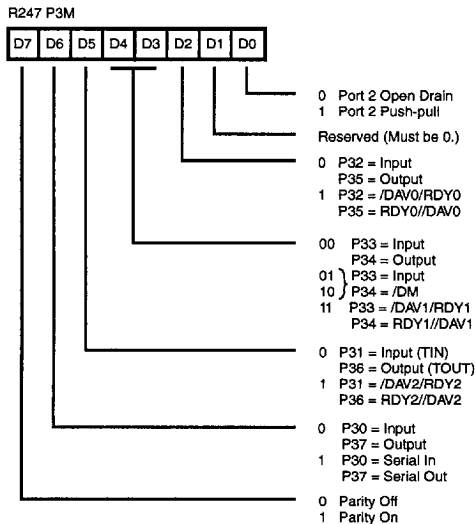 R247 P3M
D7 D6 D5 D4 D3 D2 D1 D0
0 Port 2 Open Drain
1 Port 2 Push-pull
Reserved (Must be 0.)
0 P32 = Input
P35 = Output
1 P32 = /DAV0/RDY0
P35 = RDY0//DAV0
00 P33 = Input
P34 = Output
01 } P33 = Input
10 } P34 = /DM
11 P33 = /DAV1/RDY1
P34 = RDY1//DAV1
0 P31 = Input (TIN)
P36 = Output (TOUT)
1 P31 = /DAV2/RDY2
P36 = RDY2//DAV2
0 P30 = Input
P37 = Output
1 P30 = Serial In
P37 = Serial Out
0 Parity Off
1 Parity On